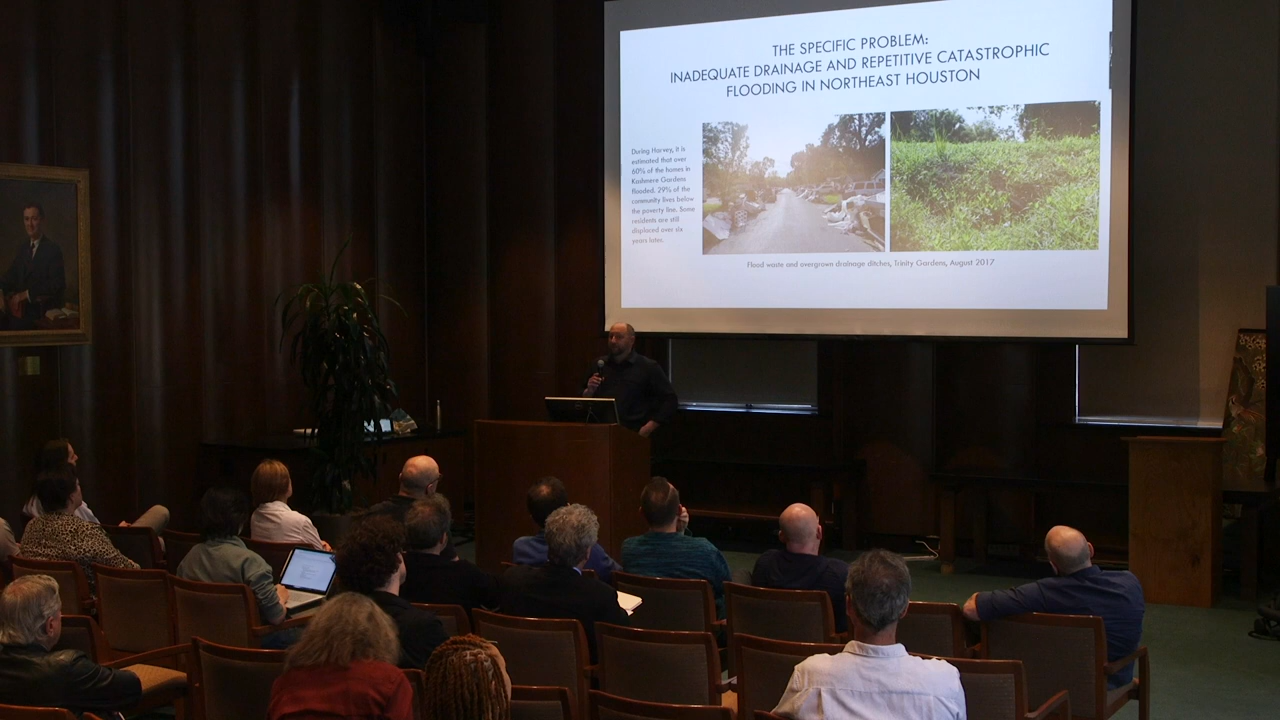 THE SPECIFIC PROBLEM:
INADEQUATE DRAINAGE AND REPETITIVE CATASTROPHIC
FLOODING IN NORTHEAST HOUSTON
During Harvey, it is
estimated that over
60% of the homes in
Kashmere Gardens
flooded. 29% of the
community lives below
the poverty line. Some
residents are still
displaced over six
years later.
Flood waste and overgrown drainage ditches, Trinity Gardens, August 2017